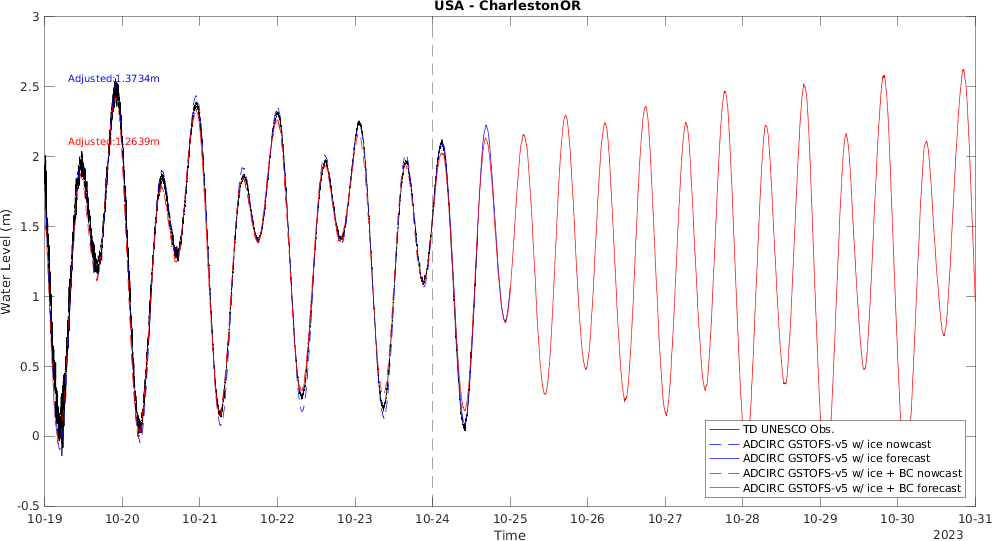 USA - CharlestonOR
3
2.5
2
1.5
1
0.5
0
-0.5
Water Level (m)
Adjusted:1.3734m
Adjusted:1.2639m
TD UNESCO Obs.
ADCIRC GSTOFS-v5 w/ ice nowcast
ADCIRC GSTOFS-v5 w/ ice forecast
ADCIRC GSTOFS-v5 w/ ice + BC nowcast
ADCIRC GSTOFS-v5 w/ ice + BC forecast
10-19 10-20 10-21 10-22 10-23 10-24 10-25 10-26 10-27 10-28 10-29 10-30 10-31
Time
2023